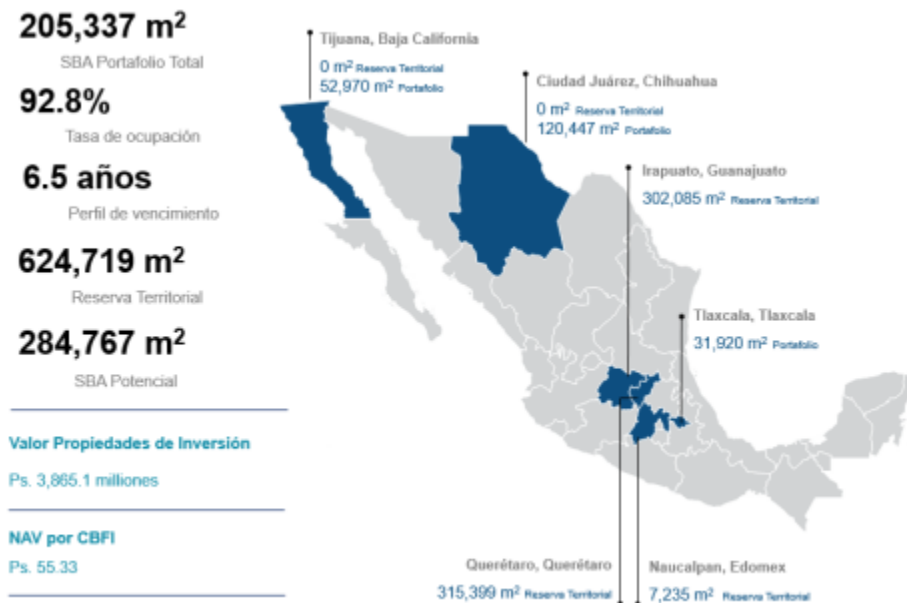 205,337 m²
SBA Portafolio Total
92.8%
Tasa de ocupación
6.5 años
Perfil de vencimiento
624,719 m²
Reserva Territorial
284,767 m²
SBA Potencial
Valor Propiedades de Inversión
Ps. 3,865.1 milliones
NAV por CBFI
Ps. 55.33
Tijuana, Baja California
0 m² Reserva Territorial
52,970 m² Portafolio
Ciudad Juárez, Chihuahua
0 m² Reserva Territorial
120,447 m² Portafolio
Irapuato, Guanajuato
302,085 m² Reserva Territorial
Tlaxcala, Tlaxcala
31,920 m² Portafolio
Querétaro, Querétaro
315,399 m² Reserva Territorial
Naucalpan, Edomex
7,235 m² Reserva Territorial